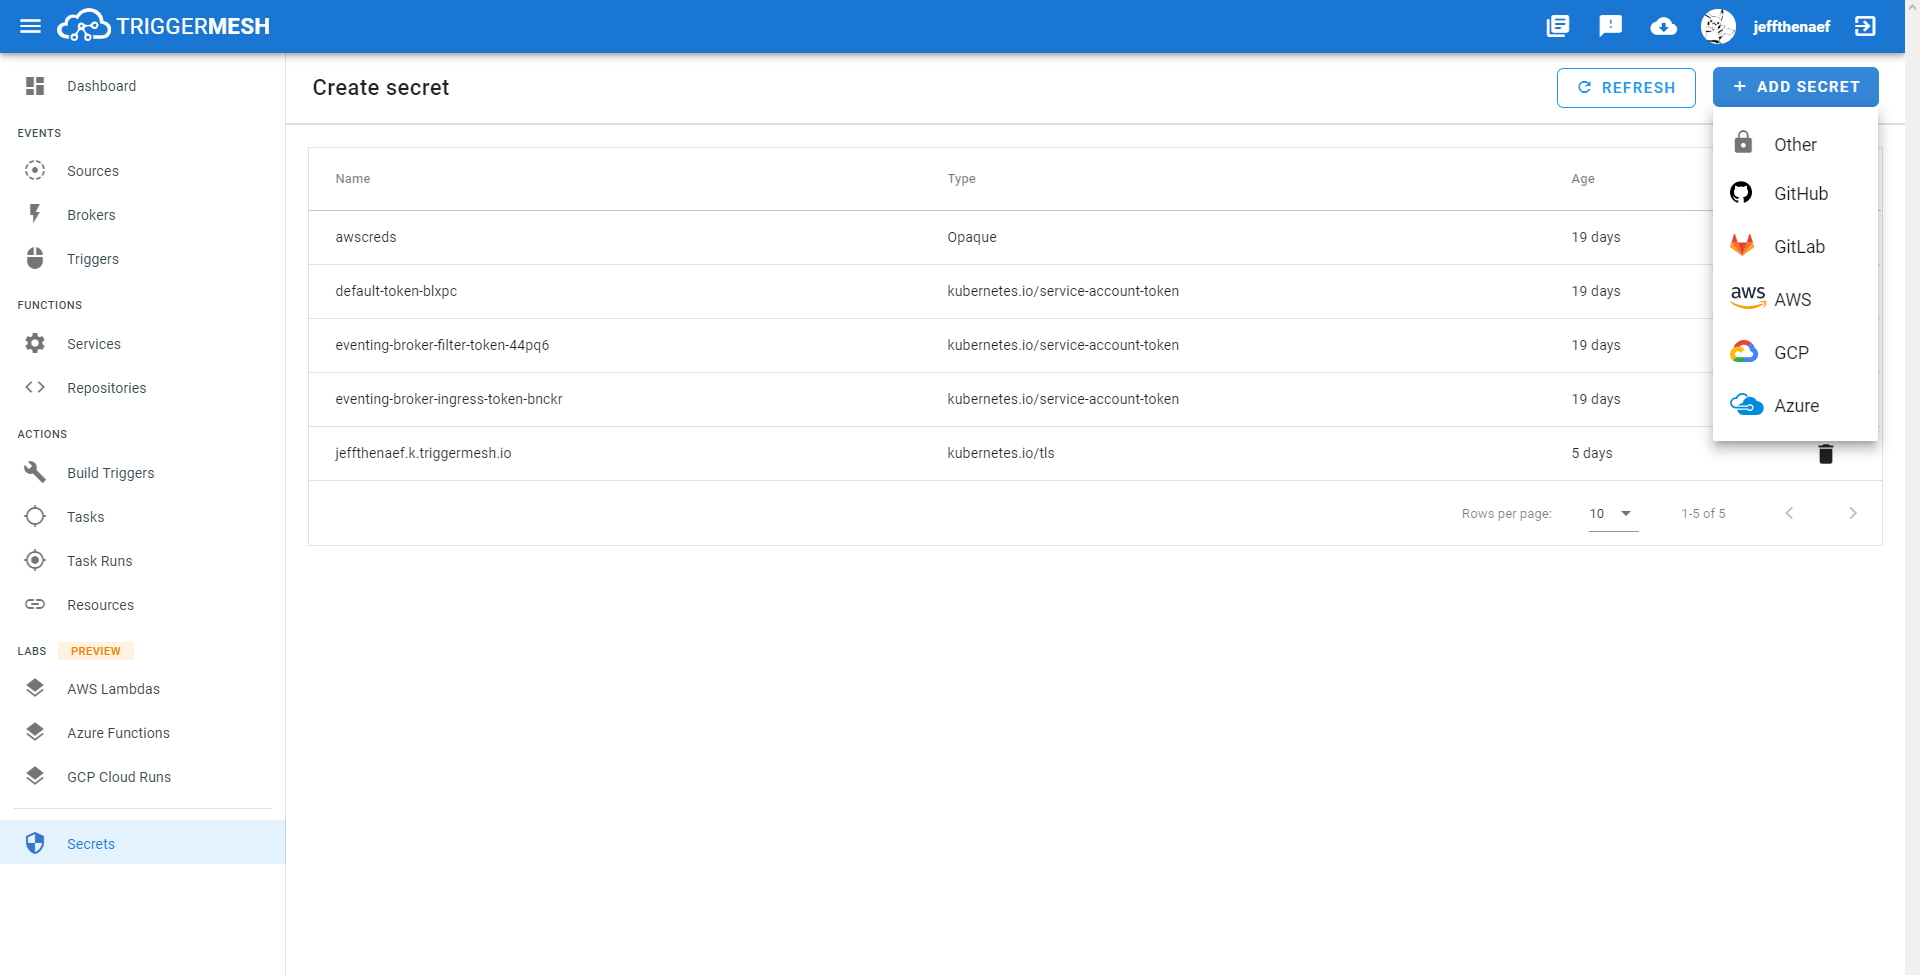 TRIGGERMESH
jeffthenaef
Dashboard
EVENTS
Sources
Brokers
Triggers
FUNCTIONS
Services
Repositories
ACTIONS
Build Triggers
Tasks
Task Runs
Resources
LABS PREVIEW
AWS Lambdas
Azure Functions
GCP Cloud Runs
Secrets
Create secret
REFRESH
+ ADD SECRET
Other
GitHub
GitLab
aws AWS
GCP
Azure
Name Type Age
awscreds Opaque 19 days
default-token-blxpc kubernetes.io/service-account-token 19 days
eventing-broker-filter-token-44pq6 kubernetes.io/service-account-token 19 days
eventing-broker-ingress-token-bnckr kubernetes.io/service-account-token 19 days
jeffthenaef.k.triggermesh.io kubernetes.io/tls 5 days
Rows per page: 10 1-5 of 5